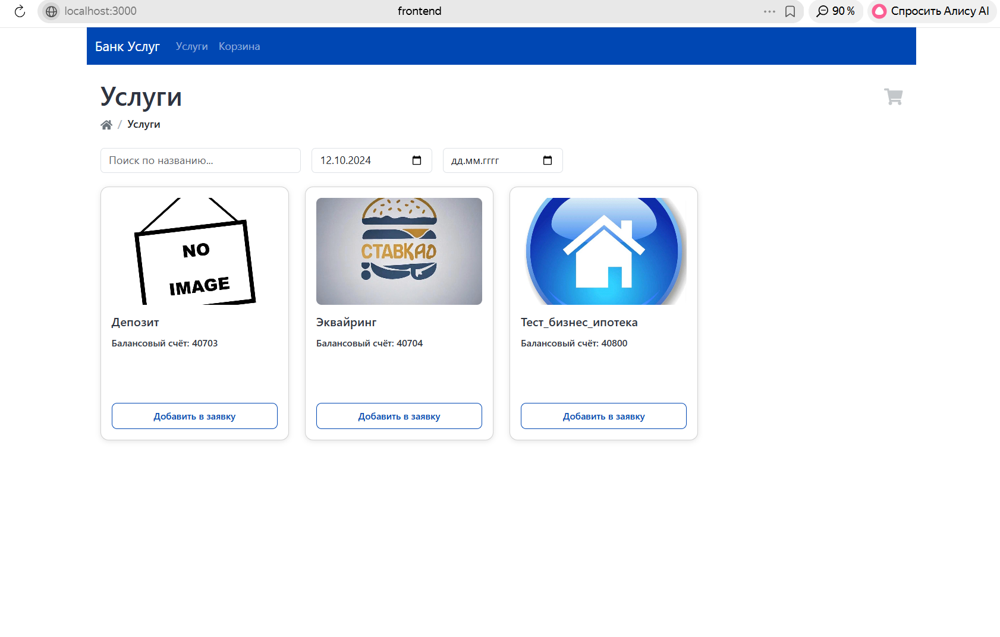 localhost:3000
frontend
90 %
Спросить Алису AI
Банк Услуг
Услуги
Корзина
Услуги
/ Услуги
Поиск по названию...
12.10.2024
дд.мм.гггг
NO
IMAGE
СТАВКАО
Депозит
Эквайринг
Тест_бизнес_ипотека
Балансовый счёт: 40703
Балансовый счёт: 40704
Балансовый счёт: 40800
Добавить в заявку
Добавить в заявку
Добавить в заявку